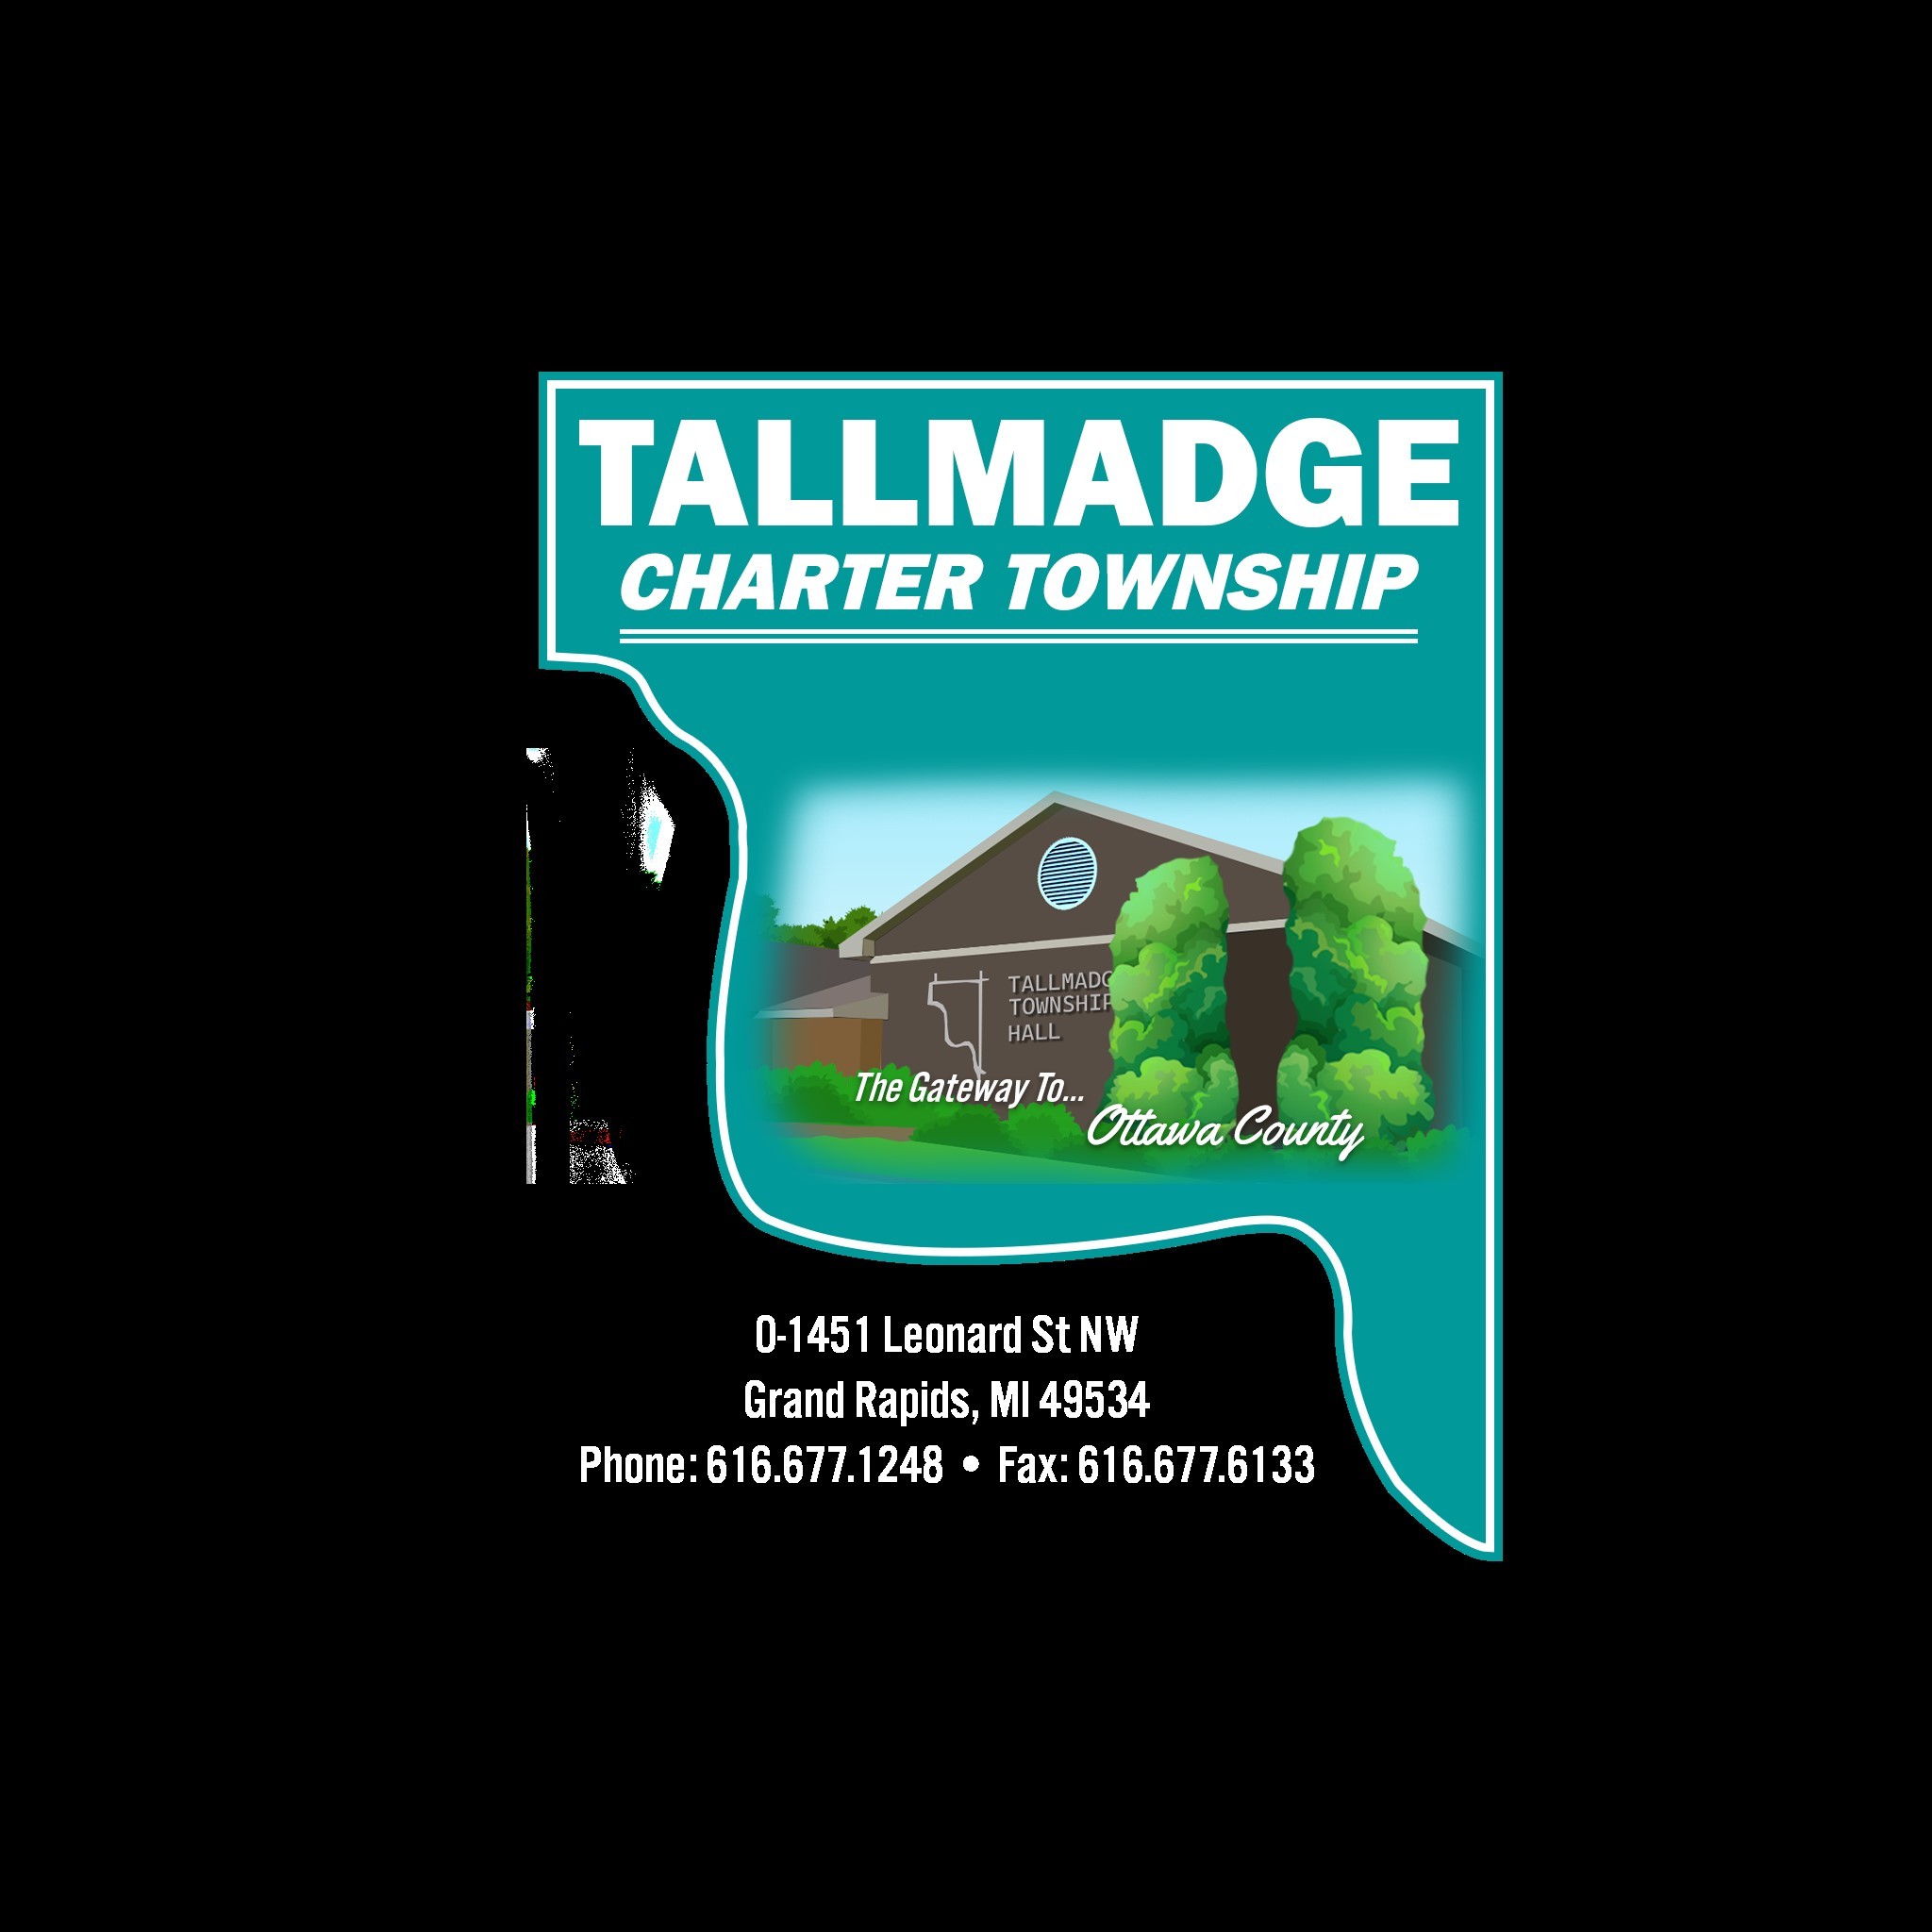 TALLMADGE
CHARTER TOWNSHIP
TALLMADG
TOWNSHIP
HALL
The Gateway To...
Ottawa County
0-1451 Leonard St NW
Grand Rapids, MI 49534
Phone: 616.677.1248 • Fax: 616.677.6133